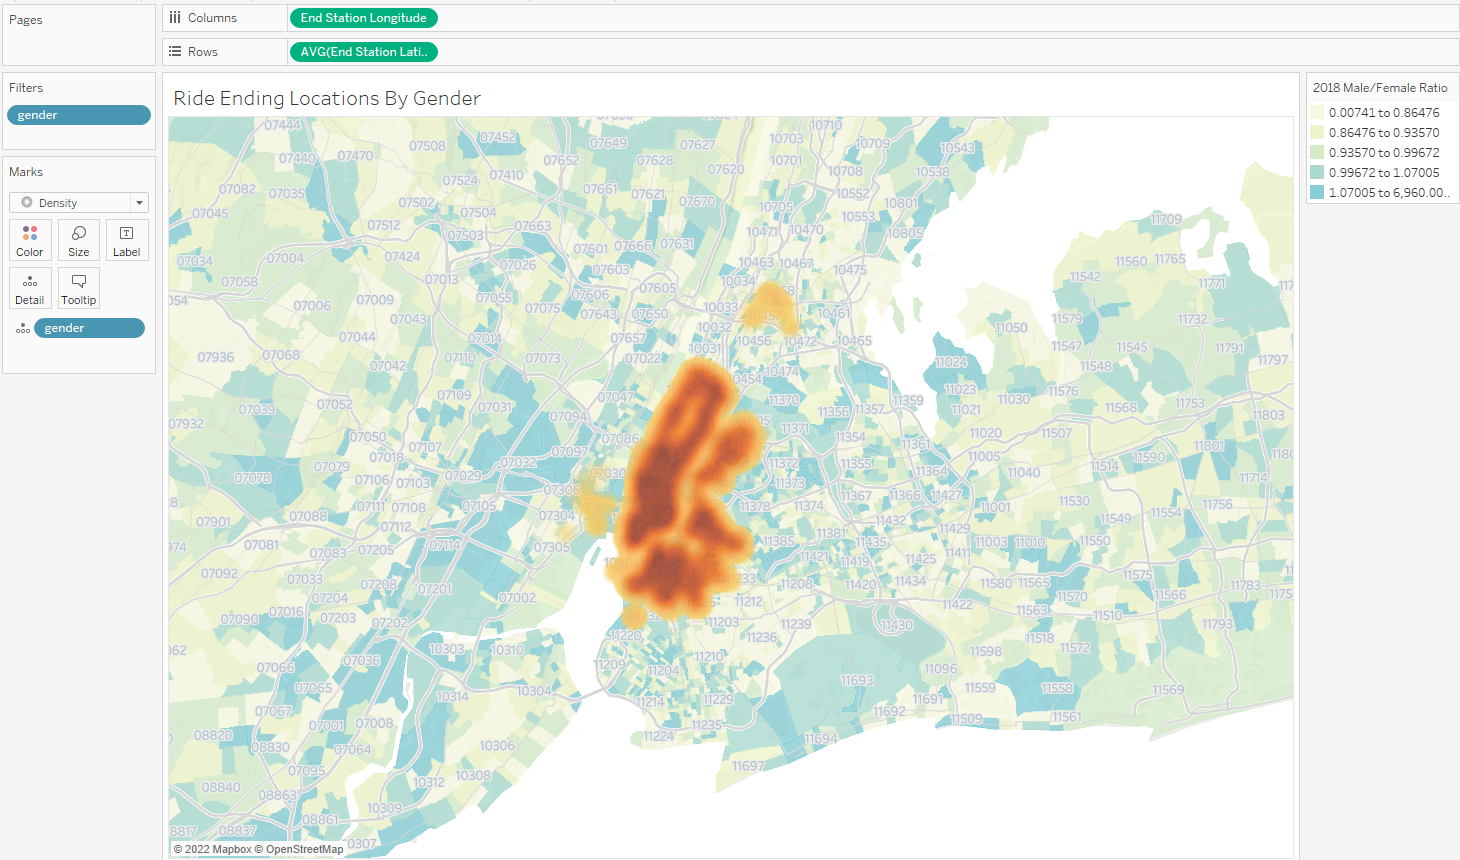 Pages
Columns
End Station Longitude
Rows
AVG(End Station Lati..
Filters
gender
Marks
Density
Color
Size
Label
Detail
Tooltip
gender
Ride Ending Locations By Gender
07444 07452 07649 07627 10710
07508 10703 10709 10543
07440 07470 07652 07628 10701
07410 07620 10538
07524 10708
07082 07035 07661 07621 10552
07502 07670 10801
07045 07504 10705 10553
07512 07663 10471 10470 10805 11709
07503 07666 07631
07004 07424 07601
07034 07026 07603 10463 10467 10475 11560 11765
07058 07013 10034 11542 11771
07605
07009 07055 07606
07006 07075 07643 07650 10033 10461
07043 10032 11050 11579 11732
07044 07014 07657 10456 10472 10465
10031 11547 11545 11791
07936 07068 07110 07073 07022 11797
07042 10474 11024 11548
07109 07047 11023 11576
07039 07052 07031 11370 11359 11030 11753
07094 11356 11357 11021 11568 11803
07932 07050 07086 11371 11354 11020 11507
07107 07097 11361 11801
07018 11005 11590
07079 07032 11372 11355 11364 11514
07078 07106 07103 07029 11373 11040
07111 07108 07105 11367 11366 11427 11530 11714
11378 11374 11001 11756
07901 07088 07304 11432 11549 11554
07112 11429
07081 07083 07205 07114 07305 11385 11435 11003 11010 11550
11421 11419 11425 11411
07092 07033 07208 07201 11208 11420 11434 11580 11565 11575 11783
07204 07002 11570 11566
07016 11212 11422 11563 11510
07090 07203 07202 11203 11239 11430 11793
11220 11236 11518
07066 07036 10303 10310 11209 11210 11598 11572
11204 11096
07065 10314 10304 11693 11559 11558 11569
07067 11214 11229 11691
07001 07008 11692 11509 11561
08820 08830 07064 10306 11224 11235 11694
07095 10312 10308 11697
08840 08863 10309
08837 08861
© 2022 Mapbox © OpenStreetMap
2018 Male/Female Ratio
0.00741 to 0.86476
0.86476 to 0.93570
0.93570 to 0.99672
0.99672 to 1.07005
1.07005 to 6,960.00..